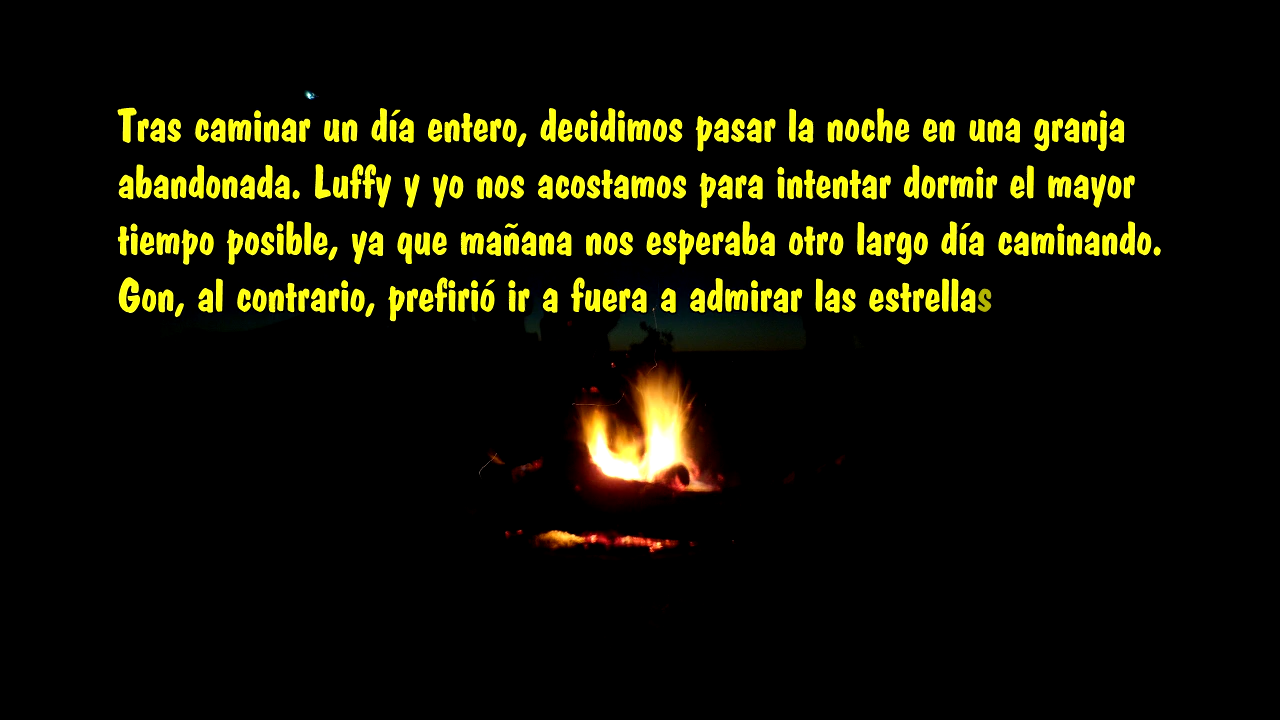 Tras caminar un día entero, decidimos pasar la noche en una granja
abandonada. Luffy y yo nos acostamos para intentar dormir el mayor
tiempo posible, ya que mañana nos esperaba otro largo día caminando.
Gon, al contrario, prefirió ir a fuera a admirar las estrellas